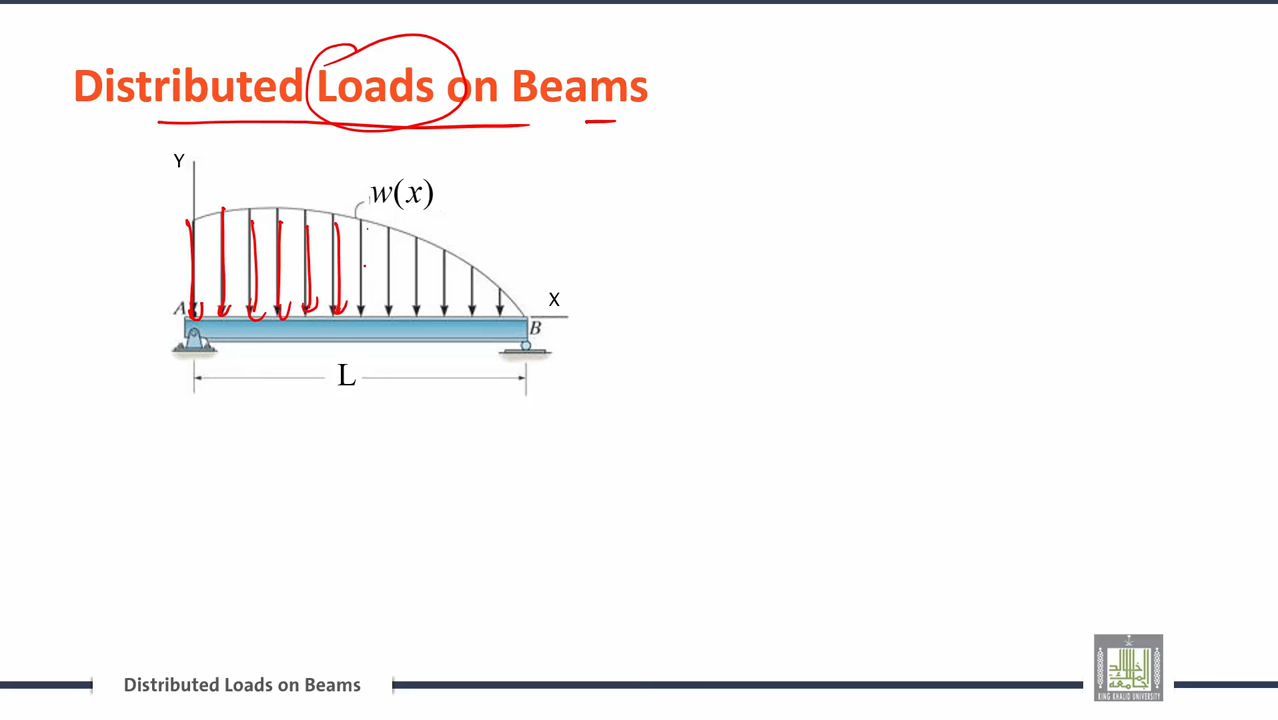 Distributed Loads on Beams
Y
w(x)
A
X
B
L
Distributed Loads on Beams
KING KHALID UNIVERSITY